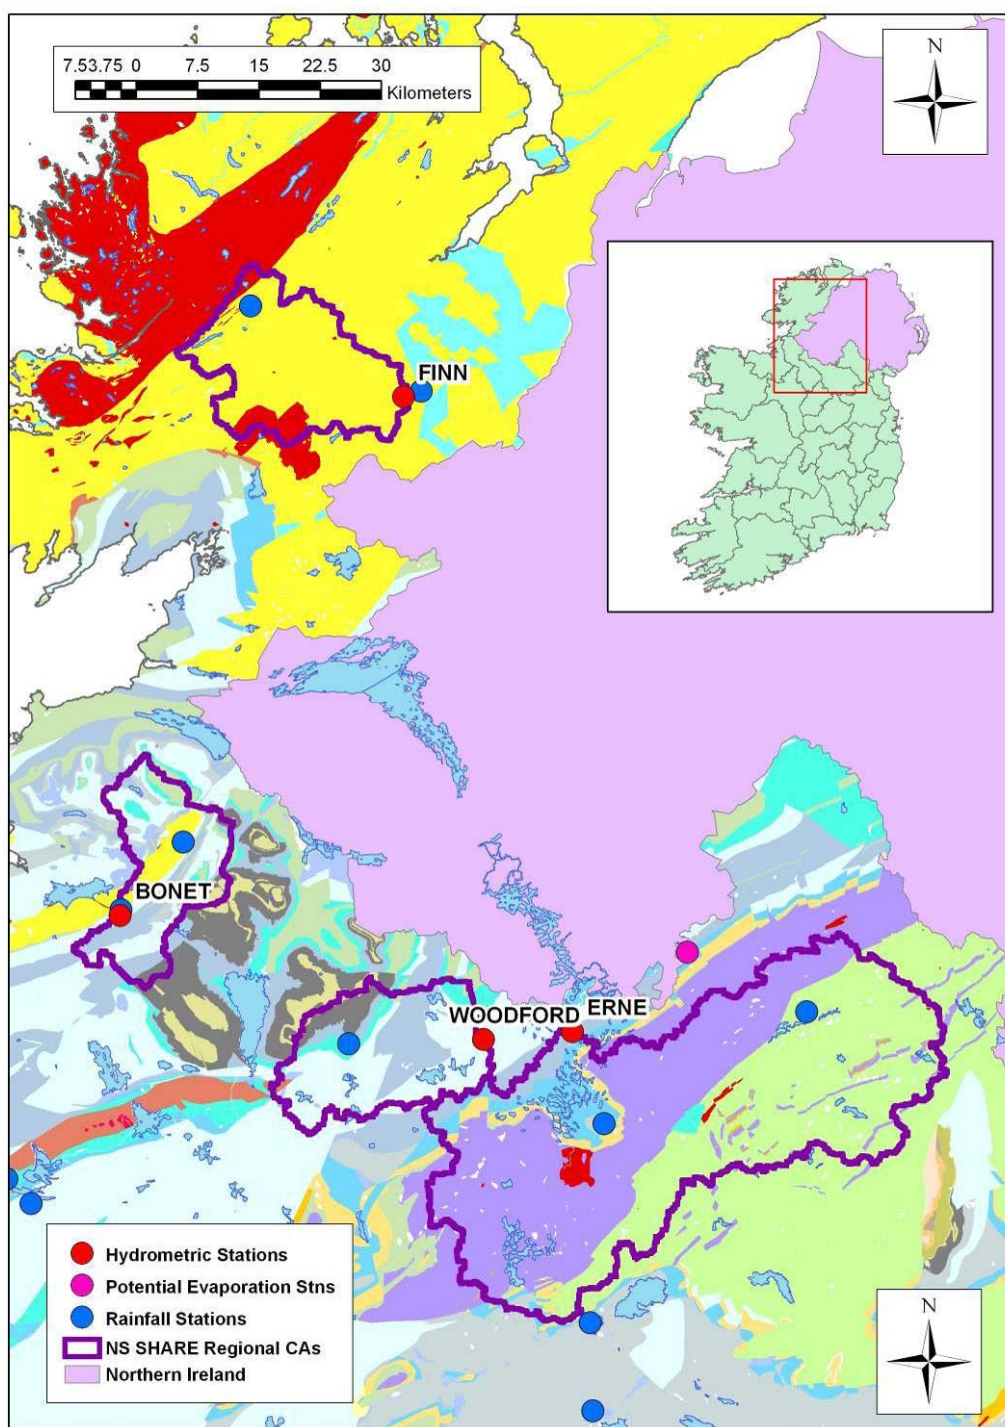 7.5 3.75 0 7.5 15 22.5 30
Kilometers
N
FINN
BONET
WOODFORD
ERNE
Hydrometric Stations
Potential Evaporation Stns
Rainfall Stations
NS SHARE Regional CAs
Northern Ireland
N